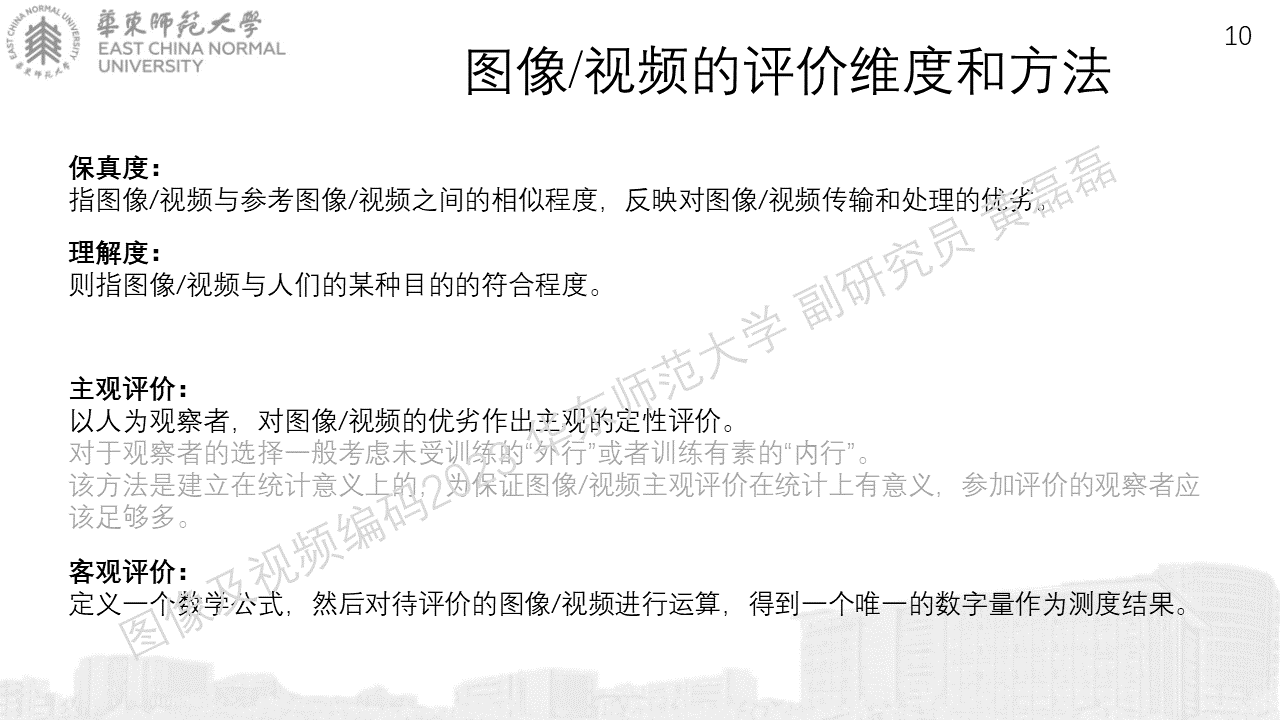 華東師範大學
EAST CHINA NORMAL
UNIVERSITY
EAST CHINA NORMAL UNIVERSITY
華東師范大学
10
图像/视频的评价维度和方法
保真度：
指图像/视频与参考图像/视频之间的相似程度，反映对图像/视频传输和处理的优劣。
理解度：
则指图像/视频与人们的某种目的的符合程度。
主观评价：
以人为观察者，对图像/视频的优劣作出主观的定性评价。
对于观察者的选择一般考虑未受训练的“外行”或者训练有素的“内行”。
该方法是建立在统计意义上的，为保证图像/视频主观评价在统计上有意义，参加评价的观察者应
该足够多。
客观评价：
定义一个数学公式，然后对待评价的图像/视频进行运算，得到一个唯一的数字量作为测度结果。
图像及视频编码2023 华东师范大学 副研究员 黄磊磊